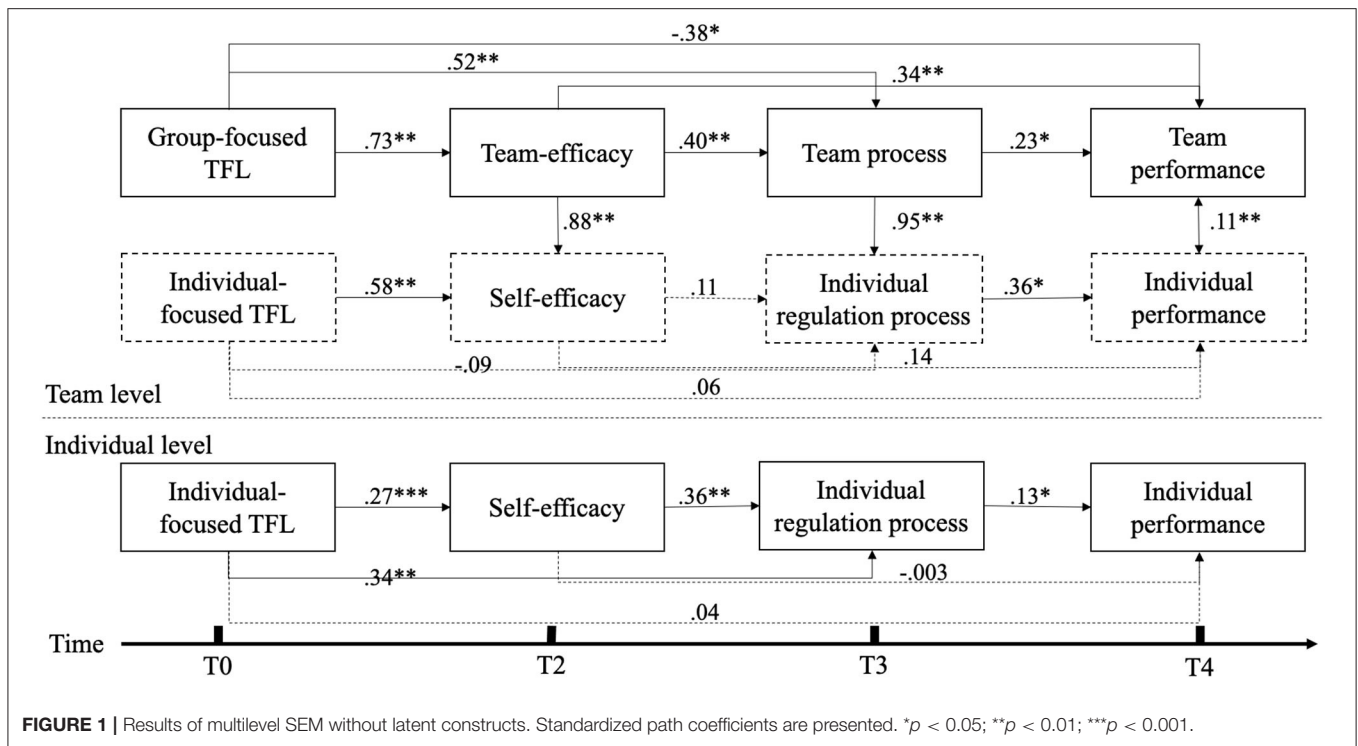 -.38*
.52**
.34**
Group-focused
TFL
.73**
Team-efficacy
.40**
Team process
.23*
Team
performance
.88**
.95**
.11**
Individual-
focused TFL
.58**
Self-efficacy
.11
Individual
regulation process
.36*
Individual
performance
-.09
.14
.06
Team level
Individual level
Individual-
focused TFL
.27***
Self-efficacy
.36**
Individual
regulation process
.13*
Individual
performance
.34**
-.003
.04
Time
T0
T2
T3
T4
FIGURE 1 | Results of multilevel SEM without latent constructs. Standardized path coefficients are presented. *p < 0.05; **p < 0.01; ***p < 0.001.